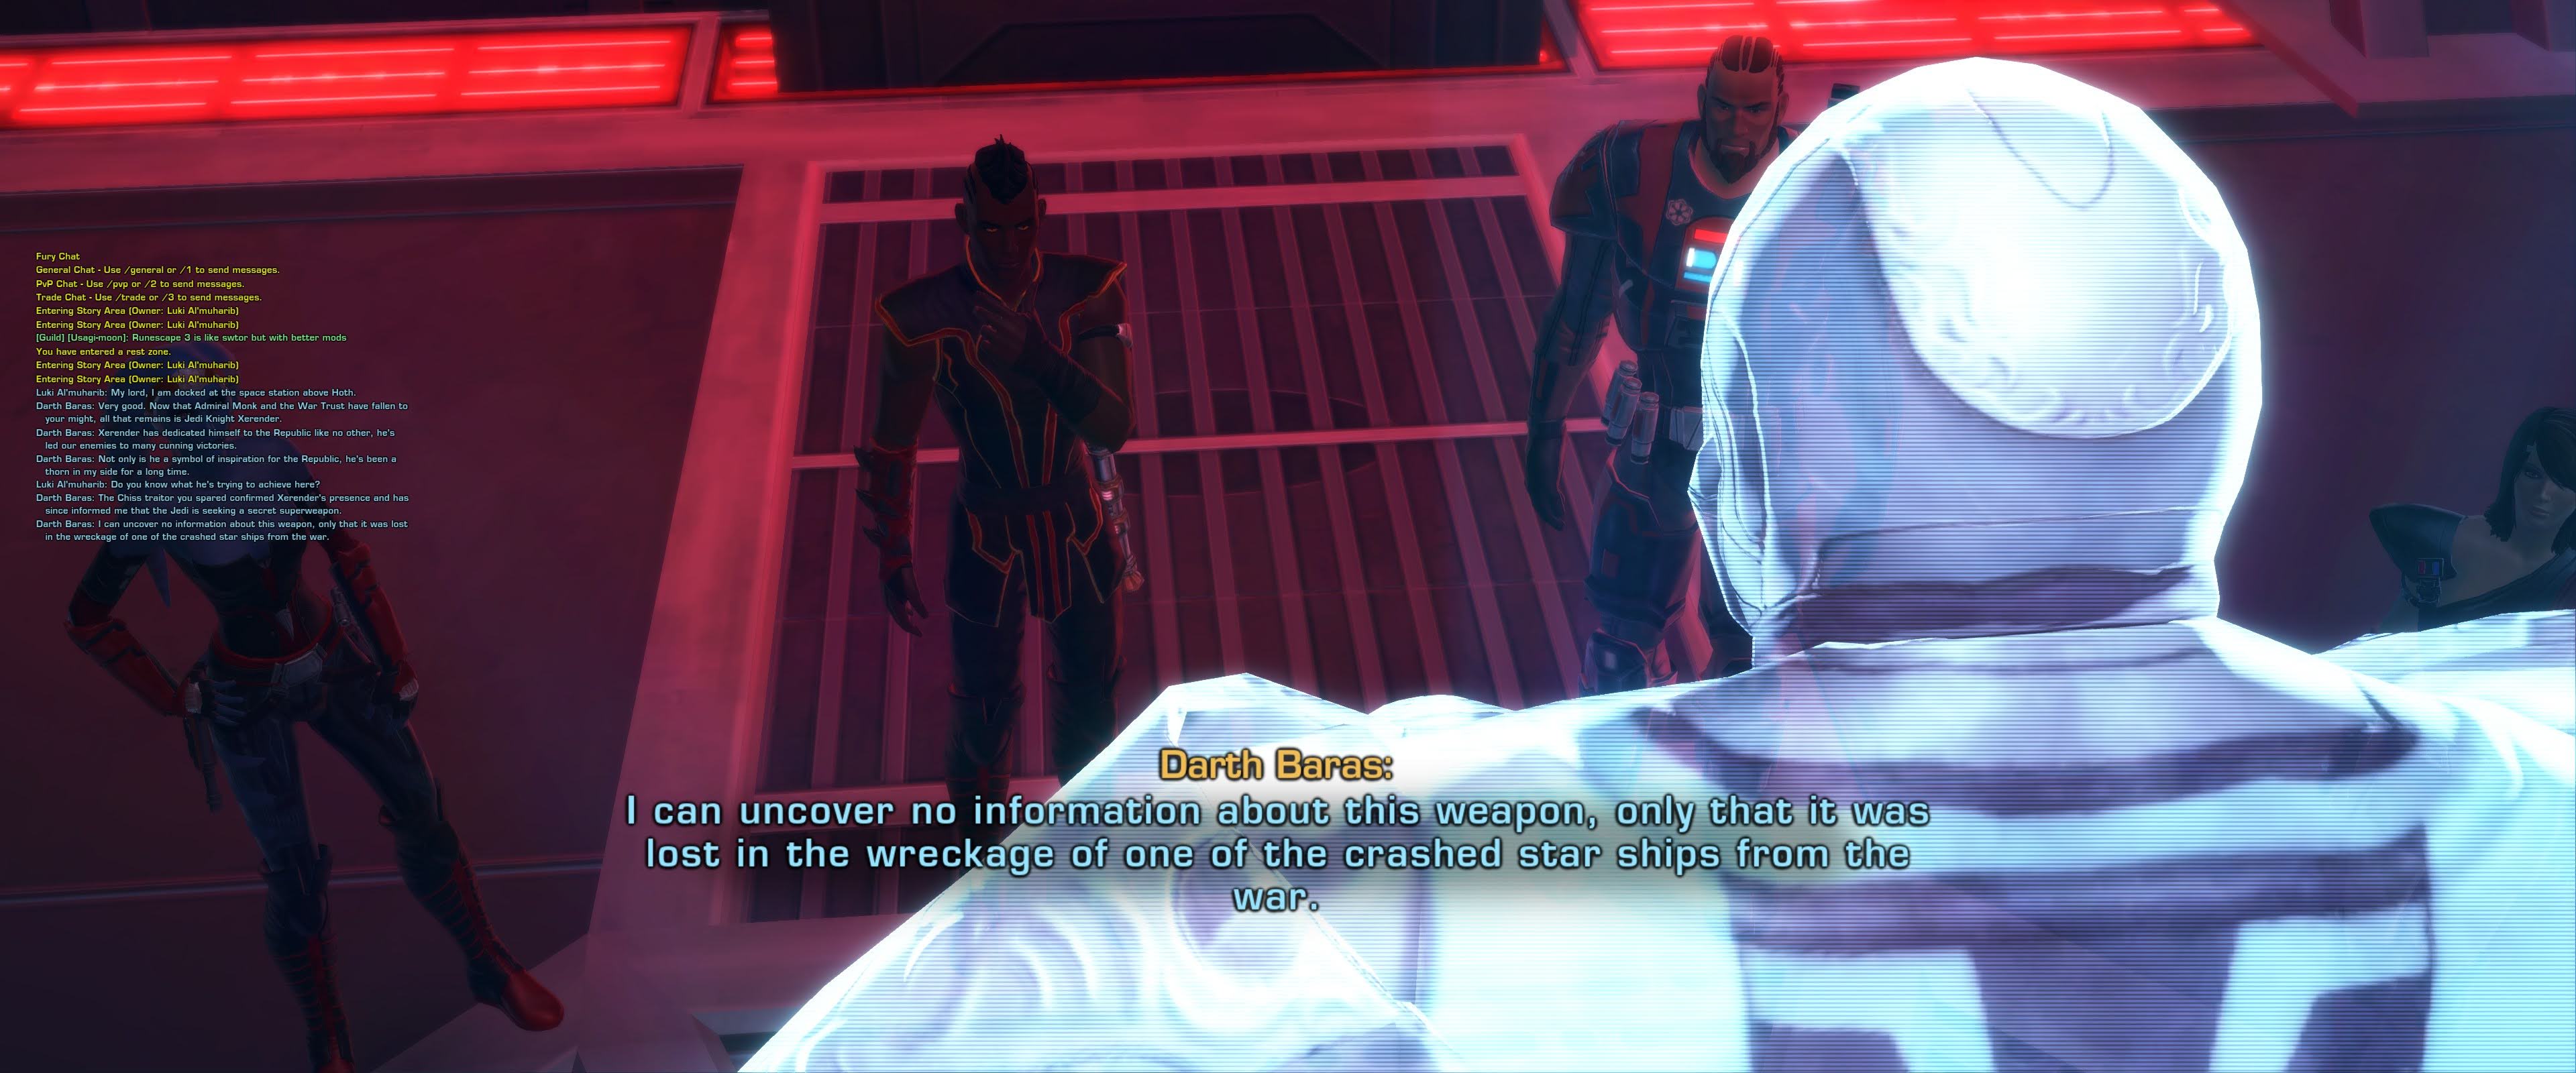 Fury Chat
General Chat - Use /general or /1 to send messages.
PvP Chat - Use /pvp or /2 to send messages.
Trade Chat - Use /trade or /3 to send messages.
Entering Story Area (Owner: Luki Al'muharib)
Entering Story Area (Owner: Luki Al'muharib)
[Guild] [Usagi-moon]: Runescape 3 is like swtor but with better mods
You have entered a rest zone.
Entering Story Area (Owner: Luki Al'muharib)
Entering Story Area (Owner: Luki Al'muharib)
Luki Al'muharib: My lord, I am docked at the space station above Hoth.
Darth Baras: Very good. Now that Admiral Monk and the War Trust have fallen to
your might, all that remains is Jedi Knight Xerender.
Darth Baras: Xerender has dedicated himself to the Republic like no other, he's
led our enemies to many cunning victories.
Darth Baras: Not only is he a symbol of inspiration for the Republic, he's been a
thorn in my side for a long time.
Luki Al'muharib: Do you know what he's trying to achieve here?
Darth Baras: The Chiss traitor you spared confirmed Xerender's presence and has
since informed me that the Jedi is seeking a secret superweapon.
Darth Baras: I can uncover no information about this weapon, only that it was lost
in the wreckage of one of the crashed star ships from the war.
Darth Baras:
I can uncover no information about this weapon, only that it was
lost in the wreckage of one of the crashed star ships from the
war.